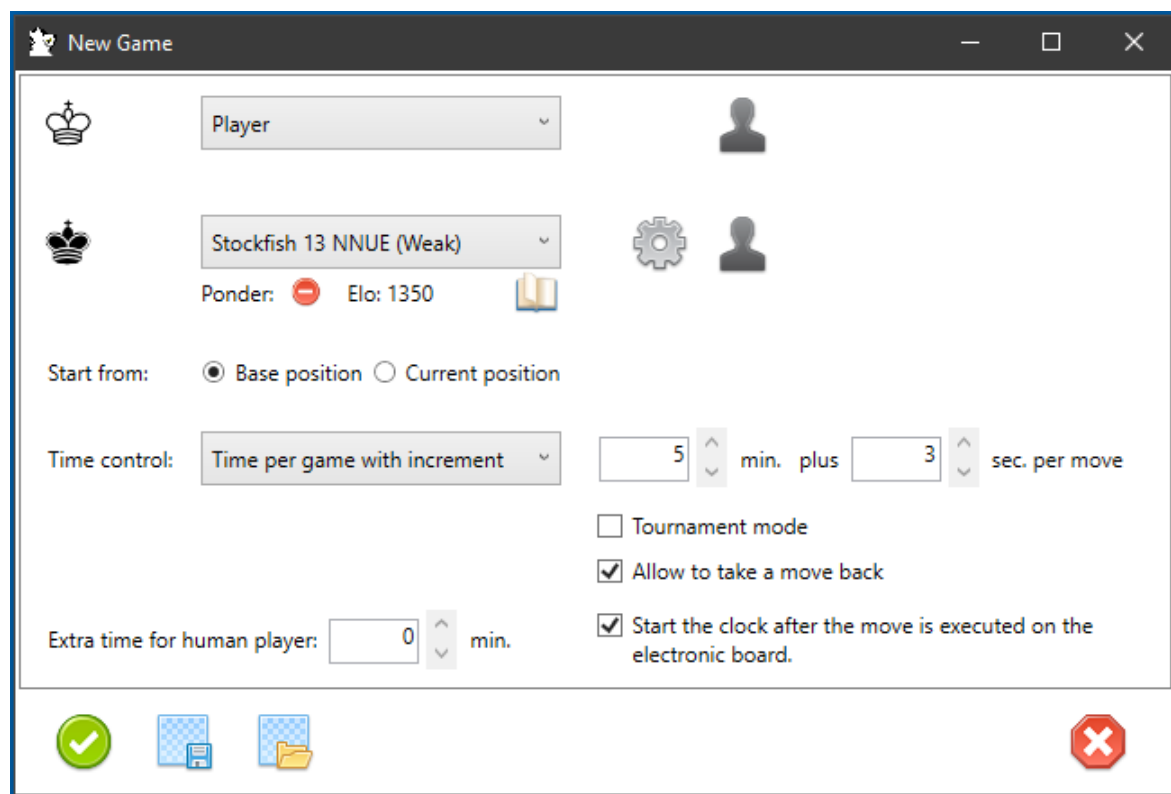 New Game
Player
Stockfish 13 NNUE (Weak)
Ponder: Elo: 1350
Start from: Base position Current position
Time control: Time per game with increment 5 min. plus 3 sec. per move
Tournament mode
Allow to take a move back
Extra time for human player: 0 min.
Start the clock after the move is executed on the
electronic board.